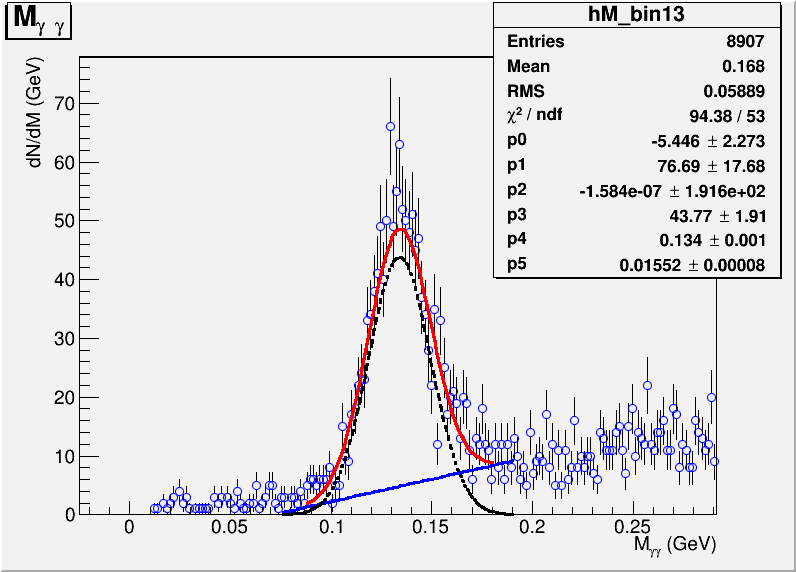 M γ γ
hM_bin13
Entries 8907
Mean 0.168
RMS 0.05889
χ² / ndf 94.38 / 53
p0 -5.446 ± 2.273
p1 76.69 ± 17.68
p2 -1.584e-07 ± 1.916e+02
p3 43.77 ± 1.91
p4 0.134 ± 0.001
p5 0.01552 ± 0.00008
dN/dM (GeV)
70
60
50
40
30
20
10
0
0 0.05 0.1 0.15 0.2 0.25
M γγ (GeV)